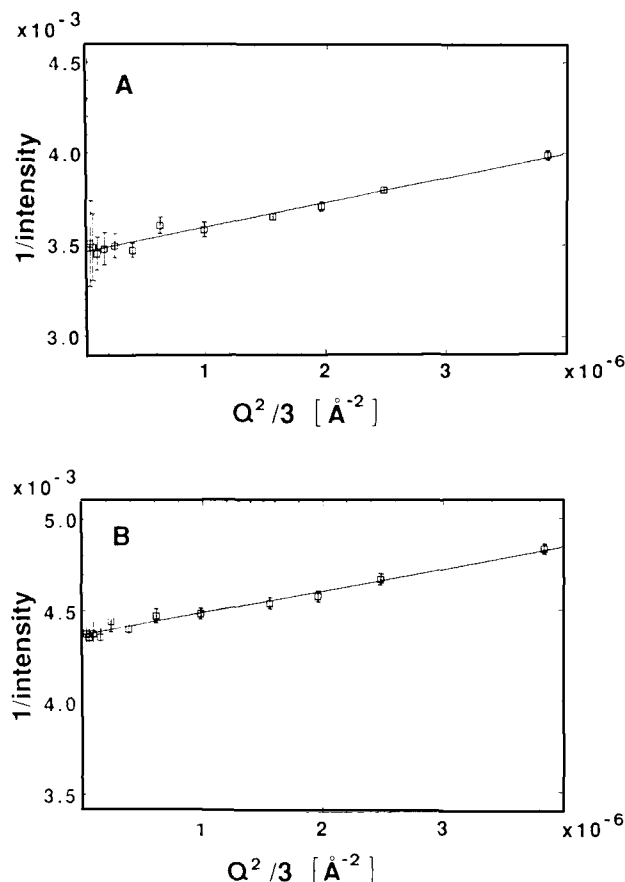 x10⁻³
A
4.5
4.0
3.5
3.0
1/intensity
1 2 3 x10⁻⁶
Q²/3 [Å⁻²]
x10⁻³
B
5.0
4.5
4.0
3.5
1/intensity
1 2 3 x10⁻⁶
Q²/3 [Å⁻²]